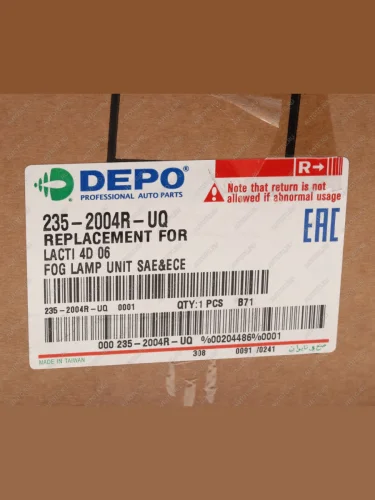 DEPO®
PROFESSIONAL AUTO PARTS
R→
Note that return is not
allowed if abnormal usage
235-2004R-UQ
REPLACEMENT FOR
LACTI 4D 06
FOG LAMP UNIT SAE&ECE
EAC
235-2004R-UQ 0001 QTY:1 PCS B71
000 235-2004R-UQ %00204486%0001
MADE IN TAIWAN
308 0091 /0241